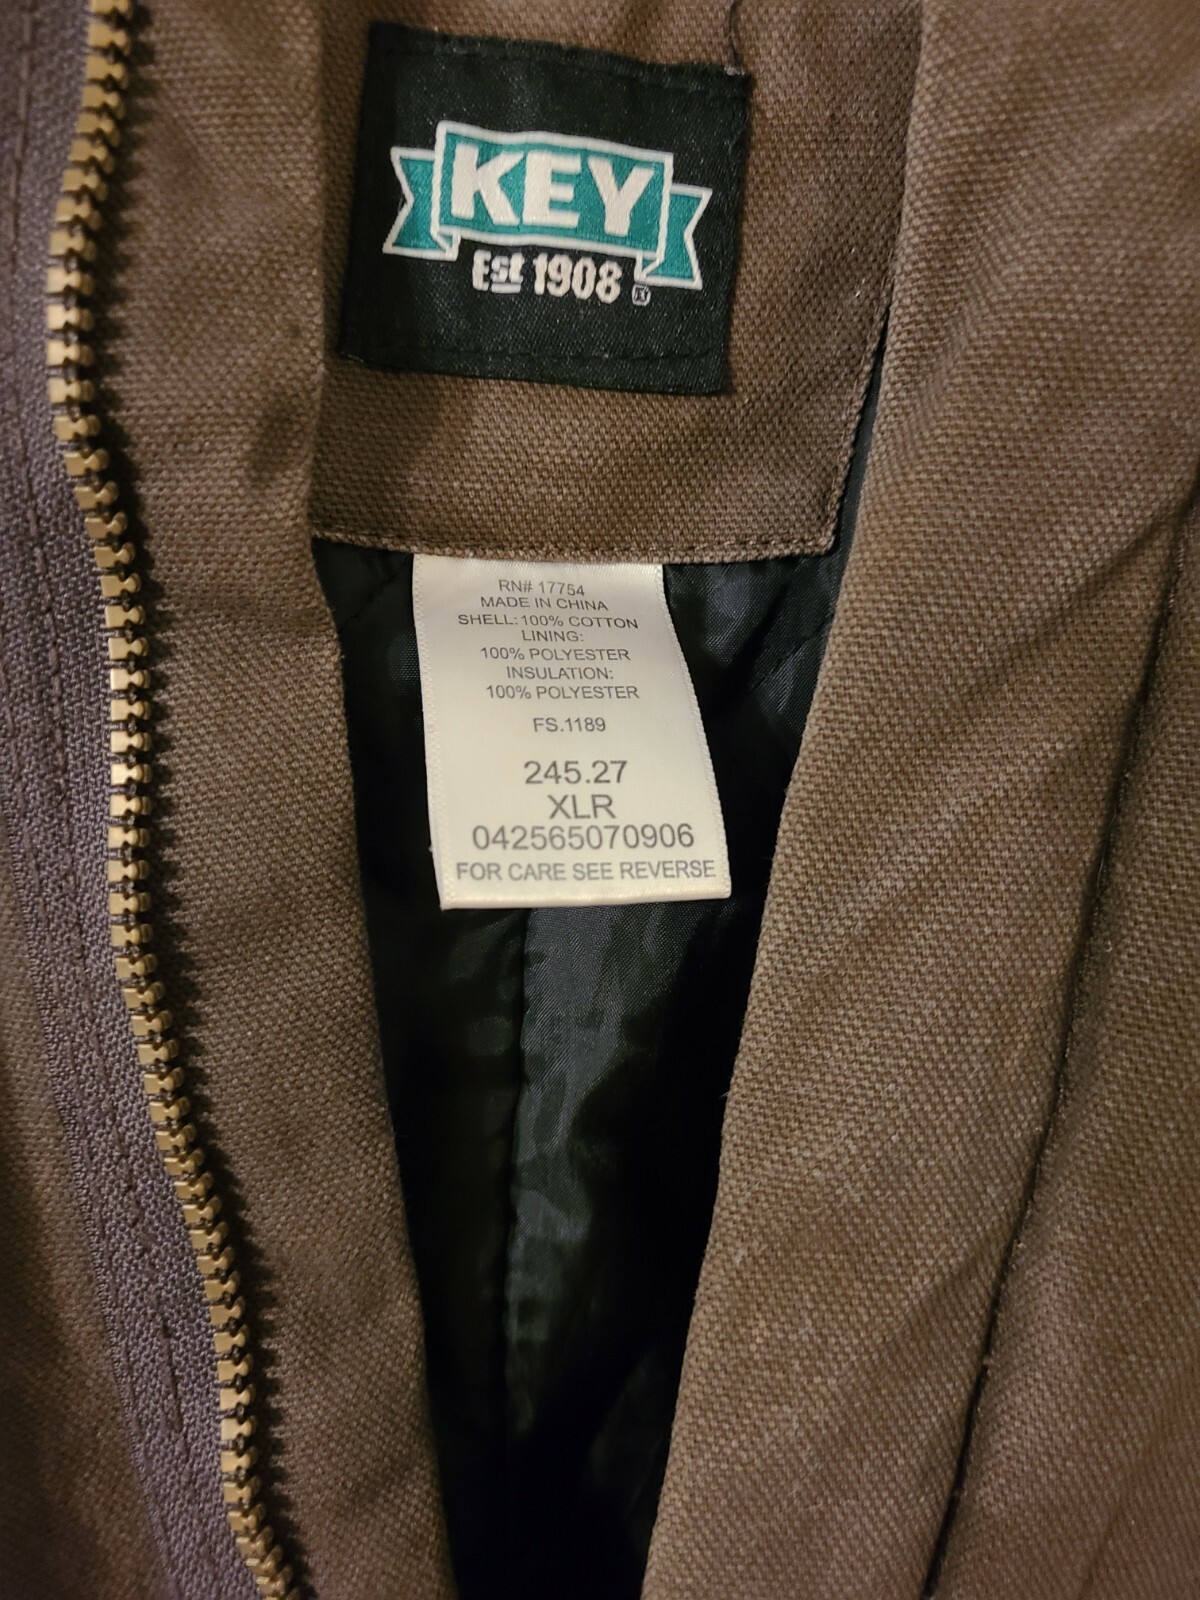 KEY
Est 1908 ®
RN# 17754
MADE IN CHINA
SHELL: 100% COTTON
LINING:
100% POLYESTER
INSULATION:
100% POLYESTER
FS.1189
245.27
XLR
042565070906
FOR CARE SEE REVERSE